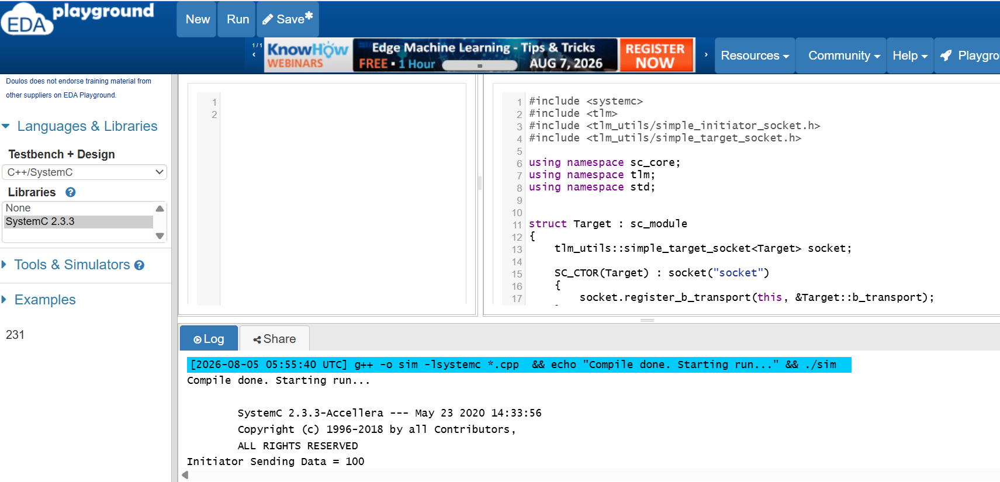 EDA playground
New
Run
Save*
1/1
‹
KnowHow
WEBINARS
Edge Machine Learning - Tips & Tricks
FREE • 1 Hour
AUG 7, 2026
REGISTER
NOW
›
Resources
Community
Help
Playgro
Doulos does not endorse training material from
other suppliers on EDA Playground.
Languages & Libraries
Testbench + Design
C++/SystemC
Libraries ?
None
SystemC 2.3.3
Tools & Simulators ?
Examples
231
1
2
1 #include <systemc>
2 #include <tlm>
3 #include <tlm_utils/simple_initiator_socket.h>
4 #include <tlm_utils/simple_target_socket.h>
5
6 using namespace sc_core;
7 using namespace tlm;
8 using namespace std;
9
10
11 struct Target : sc_module
12 {
13     tlm_utils::simple_target_socket<Target> socket;
14
15     SC_CTOR(Target) : socket("socket")
16     {
17         socket.register_b_transport(this, &Target::b_transport);
Log
Share
[2026-08-05 05:55:40 UTC] g++ -o sim -lsystemc *.cpp  && echo "Compile done. Starting run..." && ./sim
Compile done. Starting run...
SystemC 2.3.3-Accellera --- May 23 2020 14:33:56
Copyright (c) 1996-2018 by all Contributors,
ALL RIGHTS RESERVED
Initiator Sending Data = 100